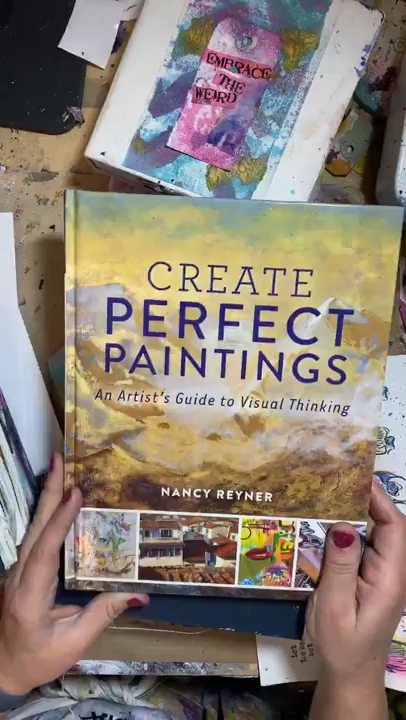 EMBRACE
THE
WEIRD
CREATE
PERFECT
PAINTINGS
An Artist's Guide to Visual Thinking
NANCY REYNER